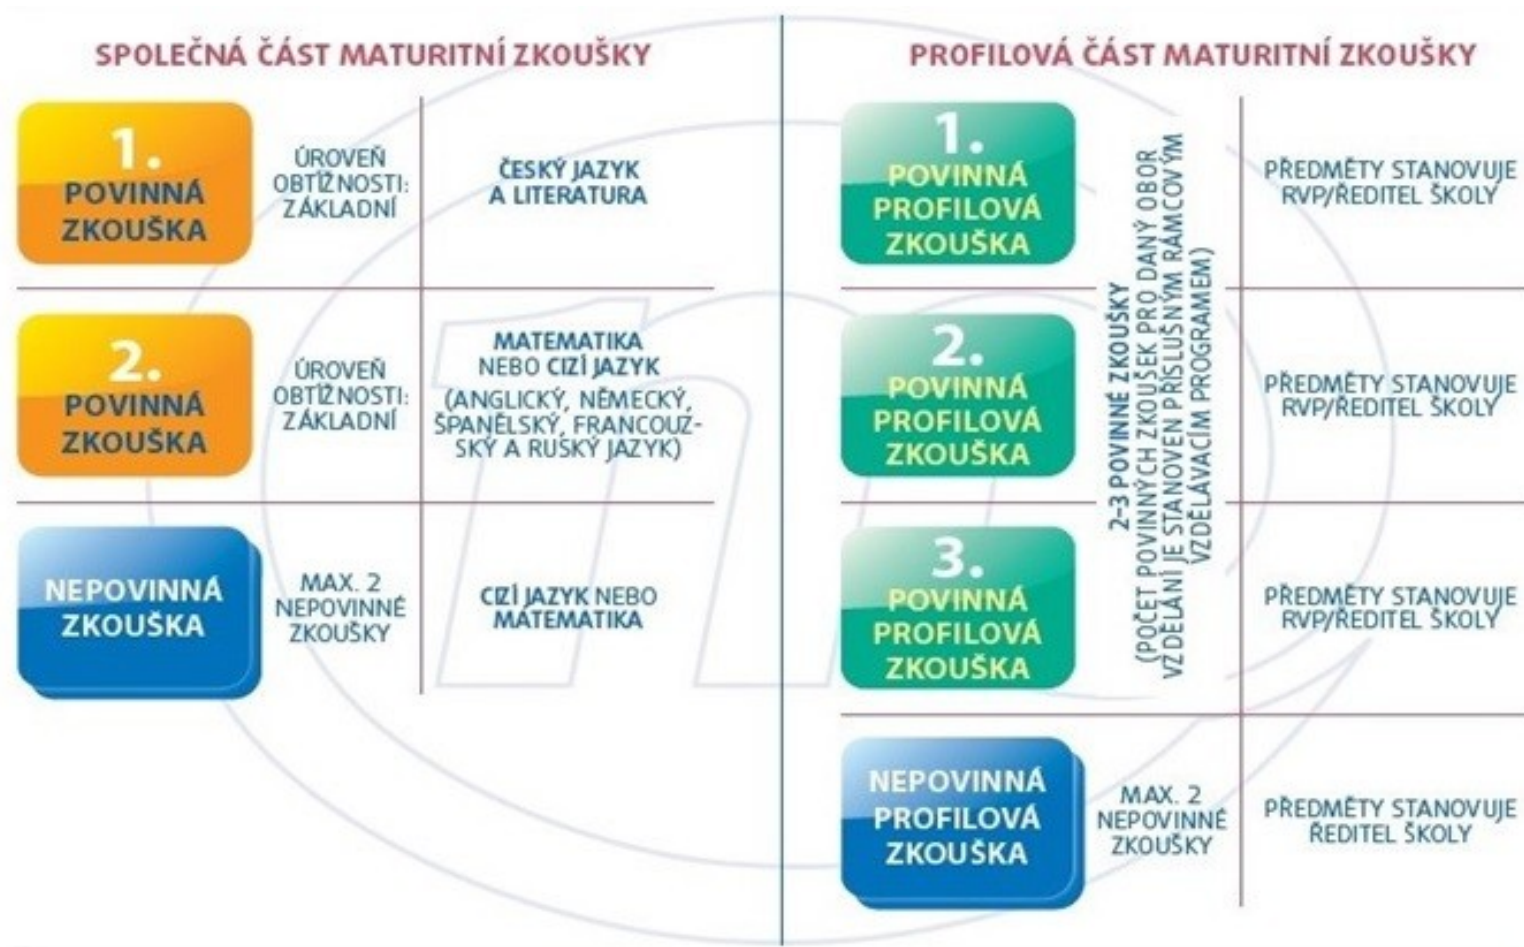 SPOLEČNÁ ČÁST MATURITNÍ ZKOUŠKY
1.
POVINNÁ
ZKOUŠKA
ÚROVEŇ
OBTÍŽNOSTI:
ZÁKLADNÍ
ČESKÝ JAZYK
A LITERATURA
2.
POVINNÁ
ZKOUŠKA
ÚROVEŇ
OBTÍŽNOSTI:
ZÁKLADNÍ
MATEMATIKA
NEBO CIZÍ JAZYK
(ANGLICKÝ, NĚMECKÝ,
ŠPANĚLSKÝ, FRANCOUZ-
SKÝ A RUSKÝ JAZYK)
NEPOVINNÁ
ZKOUŠKA
MAX. 2
NEPOVINNÉ
ZKOUŠKY
CIZÍ JAZYK NEBO
MATEMATIKA
PROFILOVÁ ČÁST MATURITNÍ ZKOUŠKY
1.
POVINNÁ
PROFILOVÁ
ZKOUŠKA
PŘEDMĚTY STANOVUJE
RVP/ŘEDITEL ŠKOLY
2.
POVINNÁ
PROFILOVÁ
ZKOUŠKA
PŘEDMĚTY STANOVUJE
RVP/ŘEDITEL ŠKOLY
3.
POVINNÁ
PROFILOVÁ
ZKOUŠKA
PŘEDMĚTY STANOVUJE
RVP/ŘEDITEL ŠKOLY
2–3 POVINNÉ ZKOUŠKY
(POČET POVINNÝCH ZKOUŠEK PRO DANÝ OBOR
VZDĚLÁNÍ JE STANOVEN PŘÍSLUŠNÝM RÁMCOVÝM
VZDĚLÁVACÍM PROGRAMEM)
NEPOVINNÁ
PROFILOVÁ
ZKOUŠKA
MAX. 2
NEPOVINNÉ
ZKOUŠKY
PŘEDMĚTY STANOVUJE
ŘEDITEL ŠKOLY